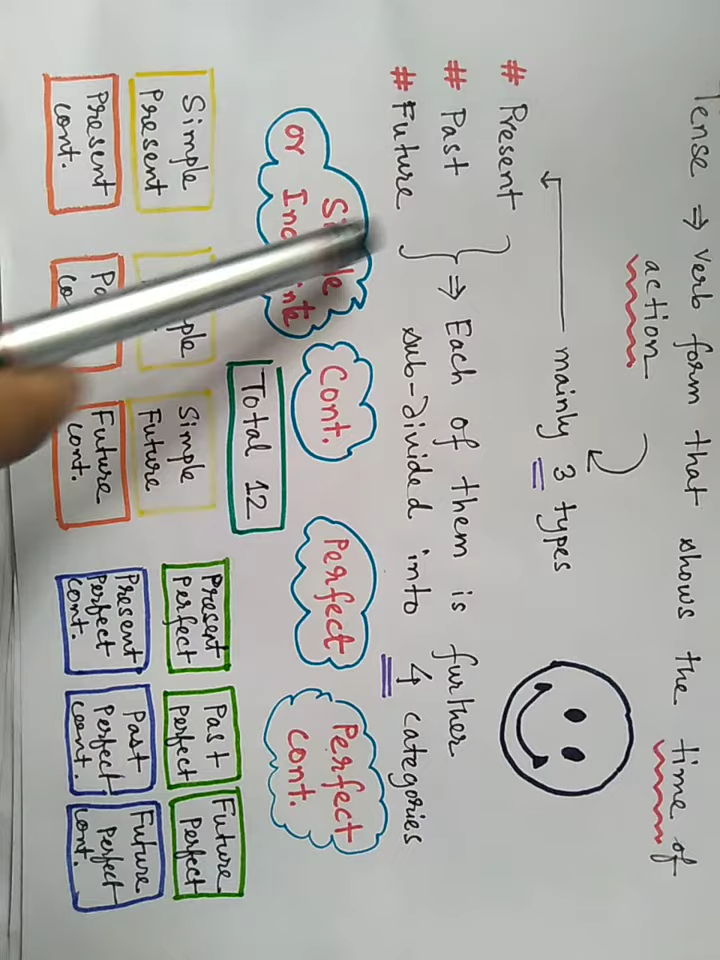 Tense ⇒ verb form that shows the time of
action
mainly 3 types
# Present
# Past
# Future
⇒ Each of them is further
sub-divided into 4 categories
or
Cont.
Perfect
Perfect
cont.
Total 12
Simple
Present
Simple
Future
Present
Perfect
Past
Perfect
Future
Perfect
Present
cont.
Future
cont.
Present
Perfect
cont.
Past
Perfect
coont.
Future
Perfect
cont.